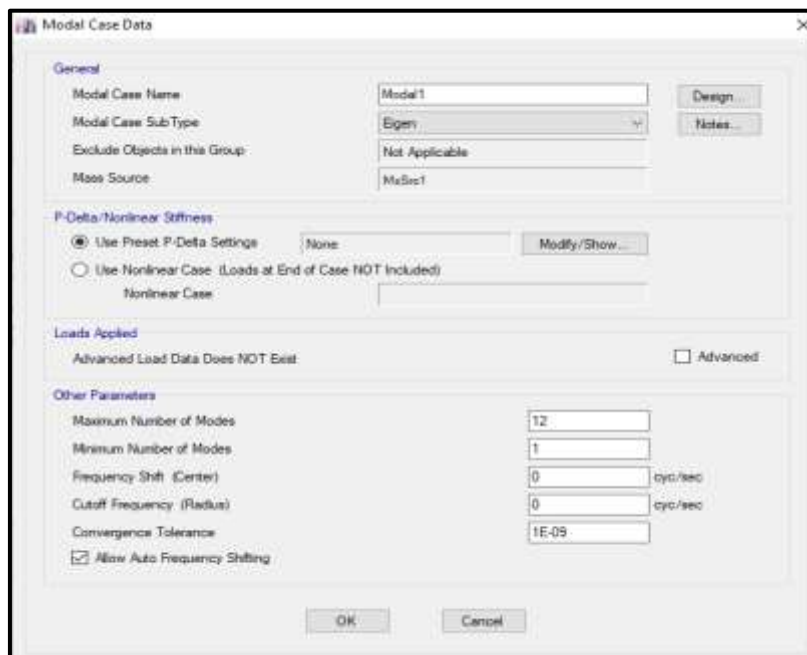 Modal Case Data
General
Modal Case Name Modal1 Design...
Modal Case SubType Eigen Notes...
Exclude Objects in this Group Not Applicable
Mass Source MsSrc1
P-Delta/Nonlinear Stiffness
Use Preset P-Delta Settings None Modify/Show...
Use Nonlinear Case (Loads at End of Case NOT Included)
Nonlinear Case
Loads Applied
Advanced Load Data Does NOT Exist Advanced
Other Parameters
Maximum Number of Modes 12
Minimum Number of Modes 1
Frequency Shift (Center) 0 cyc/sec
Cutoff Frequency (Radius) 0 cyc/sec
Convergence Tolerance 1E-09
Allow Auto Frequency Shifting
OK Cancel